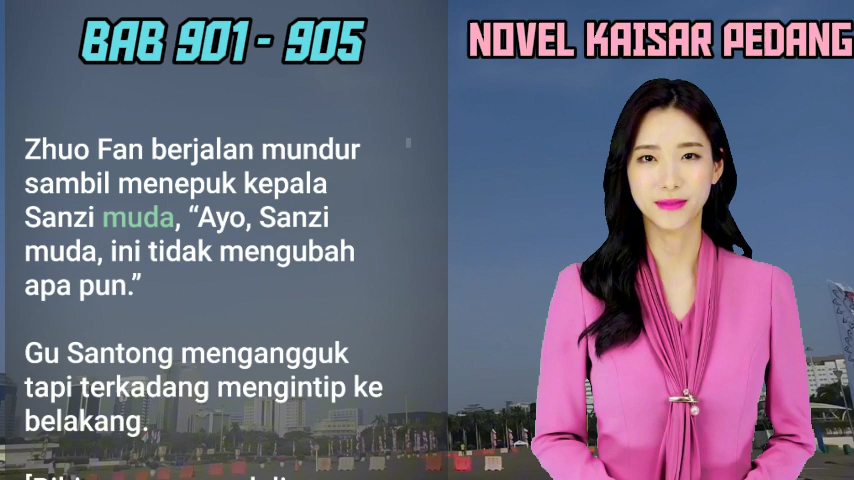 BAB 901 - 905
NOVEL KAISAR PEDANG
Zhuo Fan berjalan mundur
sambil menepuk kepala
Sanzi muda, “Ayo, Sanzi
muda, ini tidak mengubah
apa pun.”
Gu Santong mengangguk
tapi terkadang mengintip ke
belakang.